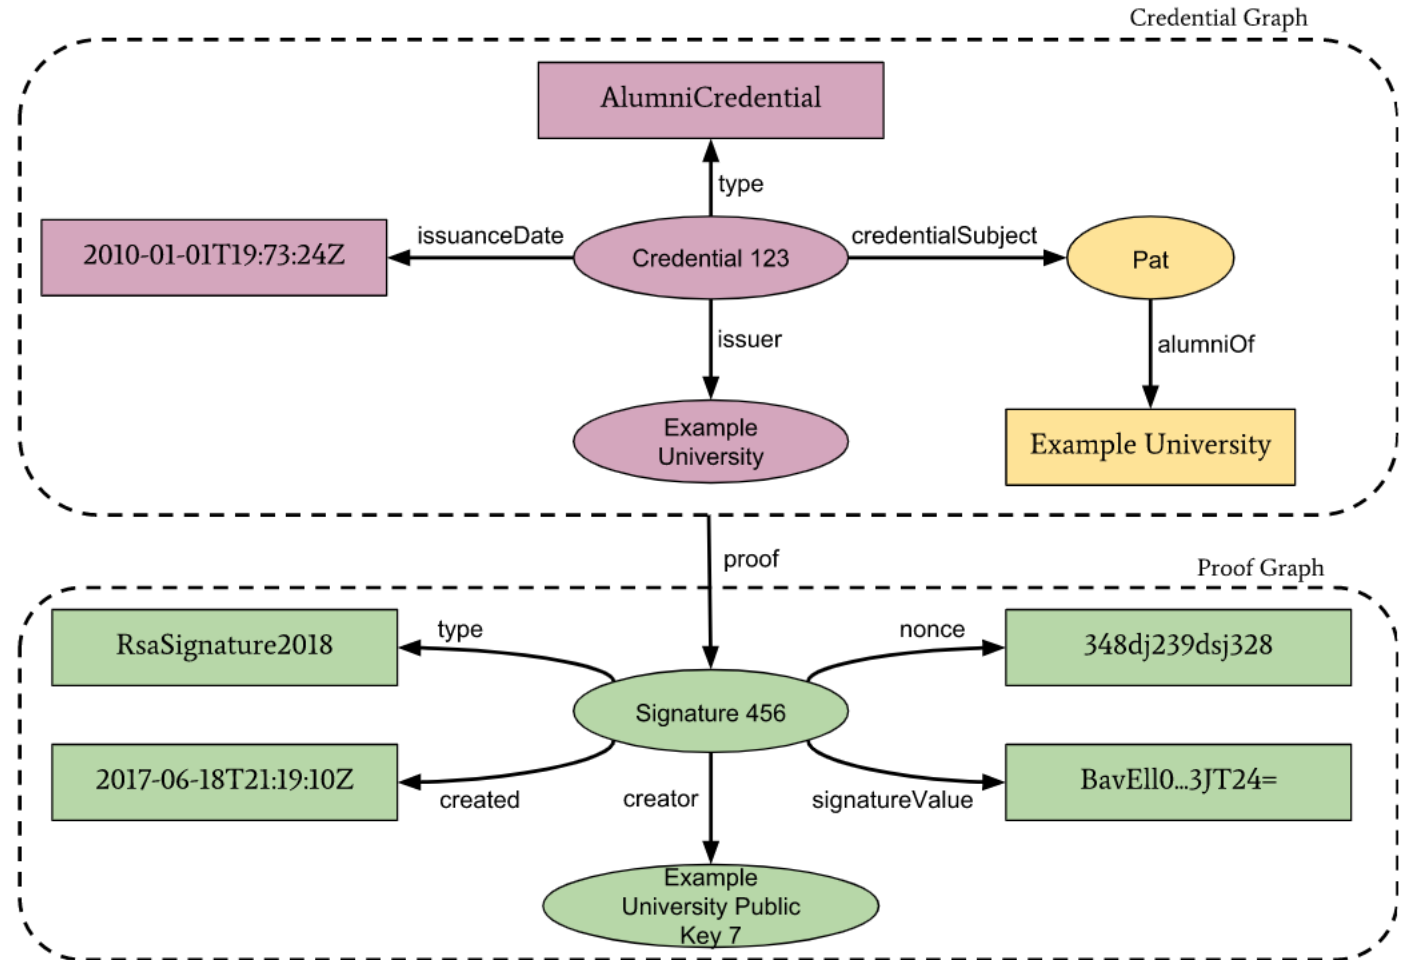 Credential Graph
AlumniCredential
type
issuanceDate
credentialSubject
2010-01-01T19:73:24Z
Credential 123
Pat
issuer
alumniOf
Example
University
Example University
proof
Proof Graph
RsaSignature2018
type
nonce
348dj239dsj328
Signature 456
2017-06-18T21:19:10Z
created
creator
signatureValue
BavEll0...3JT24=
Example
University Public
Key 7